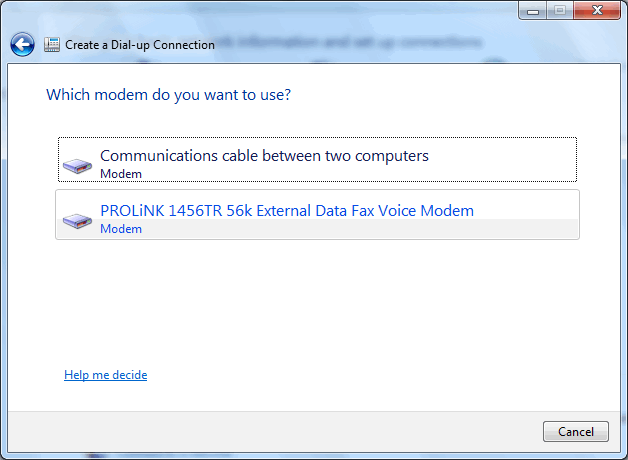 Create a Dial-up Connection
Which modem do you want to use?
Communications cable between two computers
Modem
PROLiNK 1456TR 56k External Data Fax Voice Modem
Modem
Help me decide
Cancel